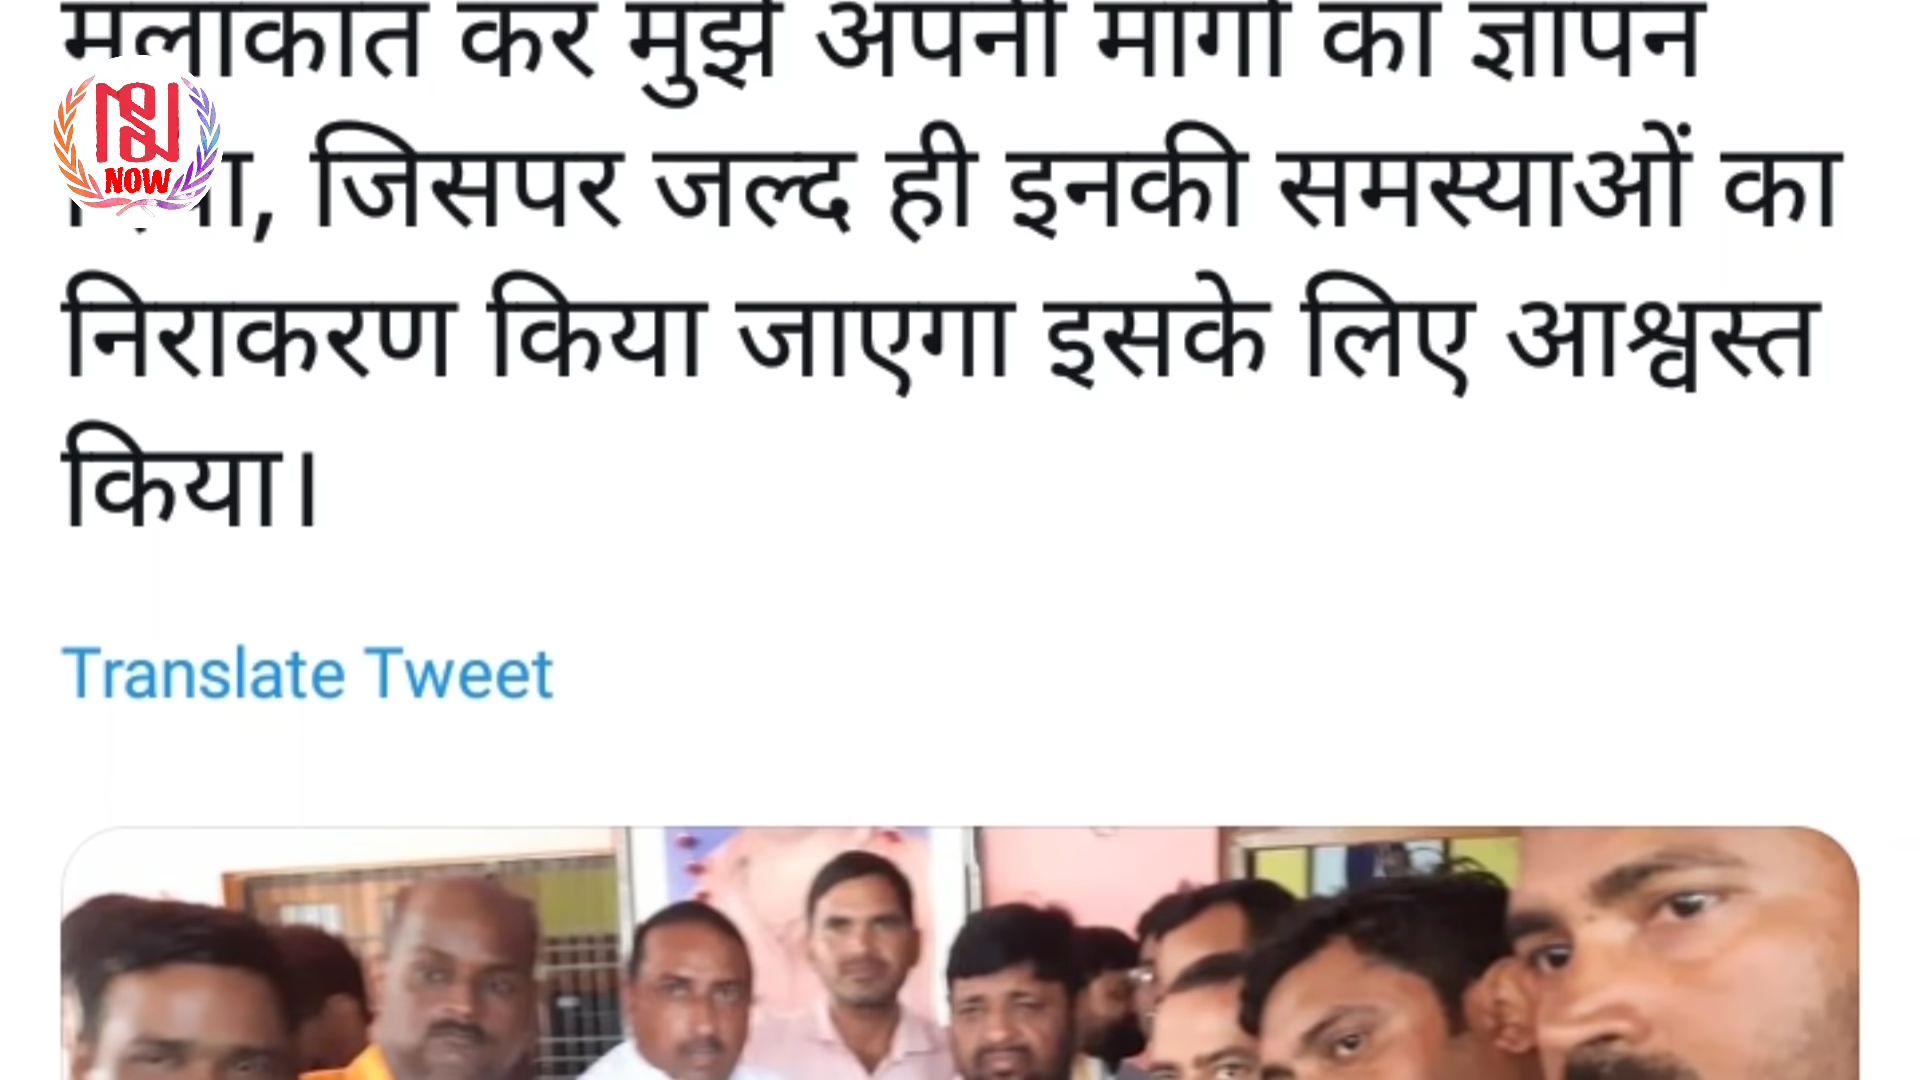 मुलाकात कर मुझे अपनी मांगों का ज्ञापन
जिसपर जल्द ही इनकी समस्याओं का
निराकरण किया जाएगा इसके लिए आश्वस्त
किया।
Translate Tweet
NOW